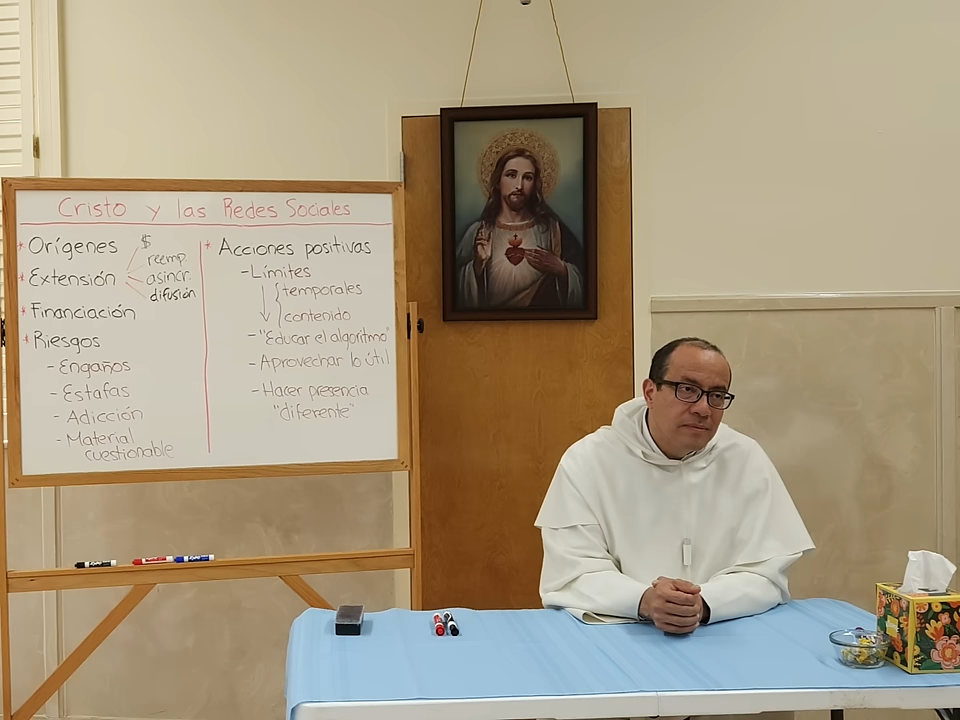 Cristo y las Redes Sociales
* Orígenes
* Extensión
$
reemp.
asincr.
difusión
* Financiación
* Riesgos
- Engaños
- Estafas
- Adicción
- Material
cuestionable
* Acciones positivas
- Límites
temporales
contenido
- "Educar el algoritmo"
- Aprovechar lo útil
- Hacer presencia
"diferente"